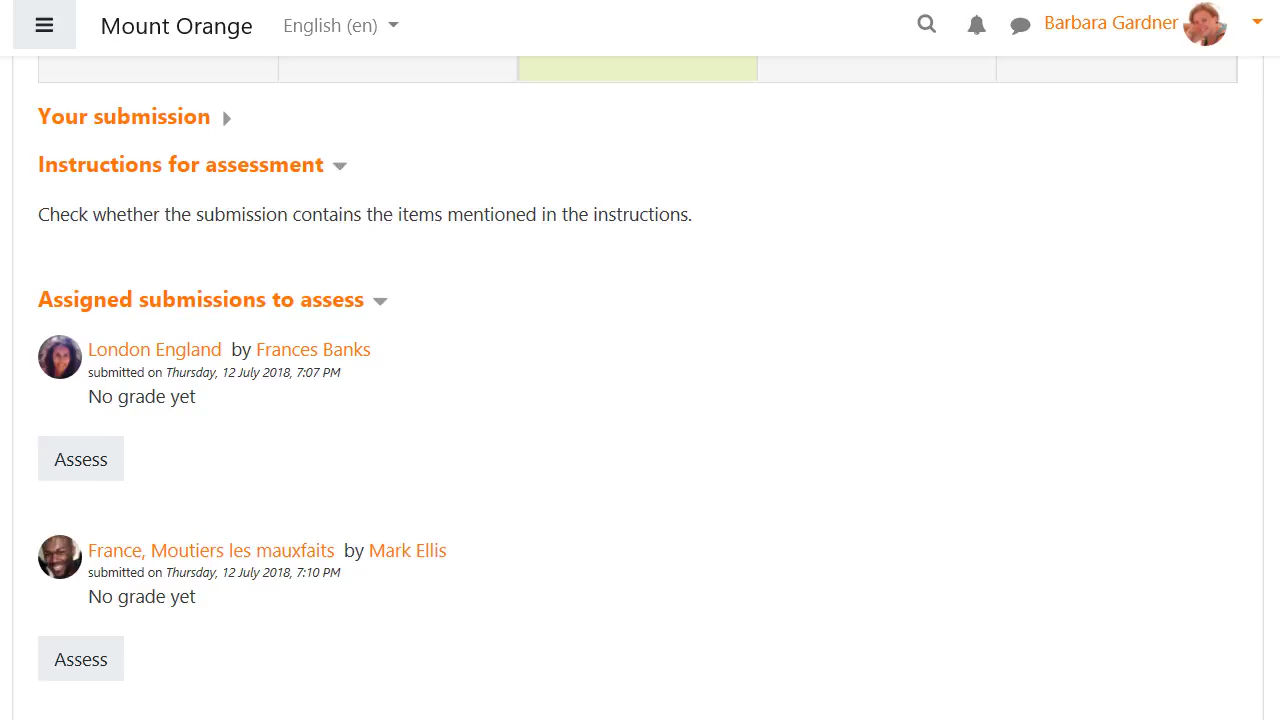 Mount Orange English (en) Barbara Gardner
Your submission
Instructions for assessment
Check whether the submission contains the items mentioned in the instructions.
Assigned submissions to assess
London England by Frances Banks
submitted on Thursday, 12 July 2018, 7:07 PM
No grade yet
Assess
France, Moutiers les mauxfaits by Mark Ellis
submitted on Thursday, 12 July 2018, 7:10 PM
No grade yet
Assess